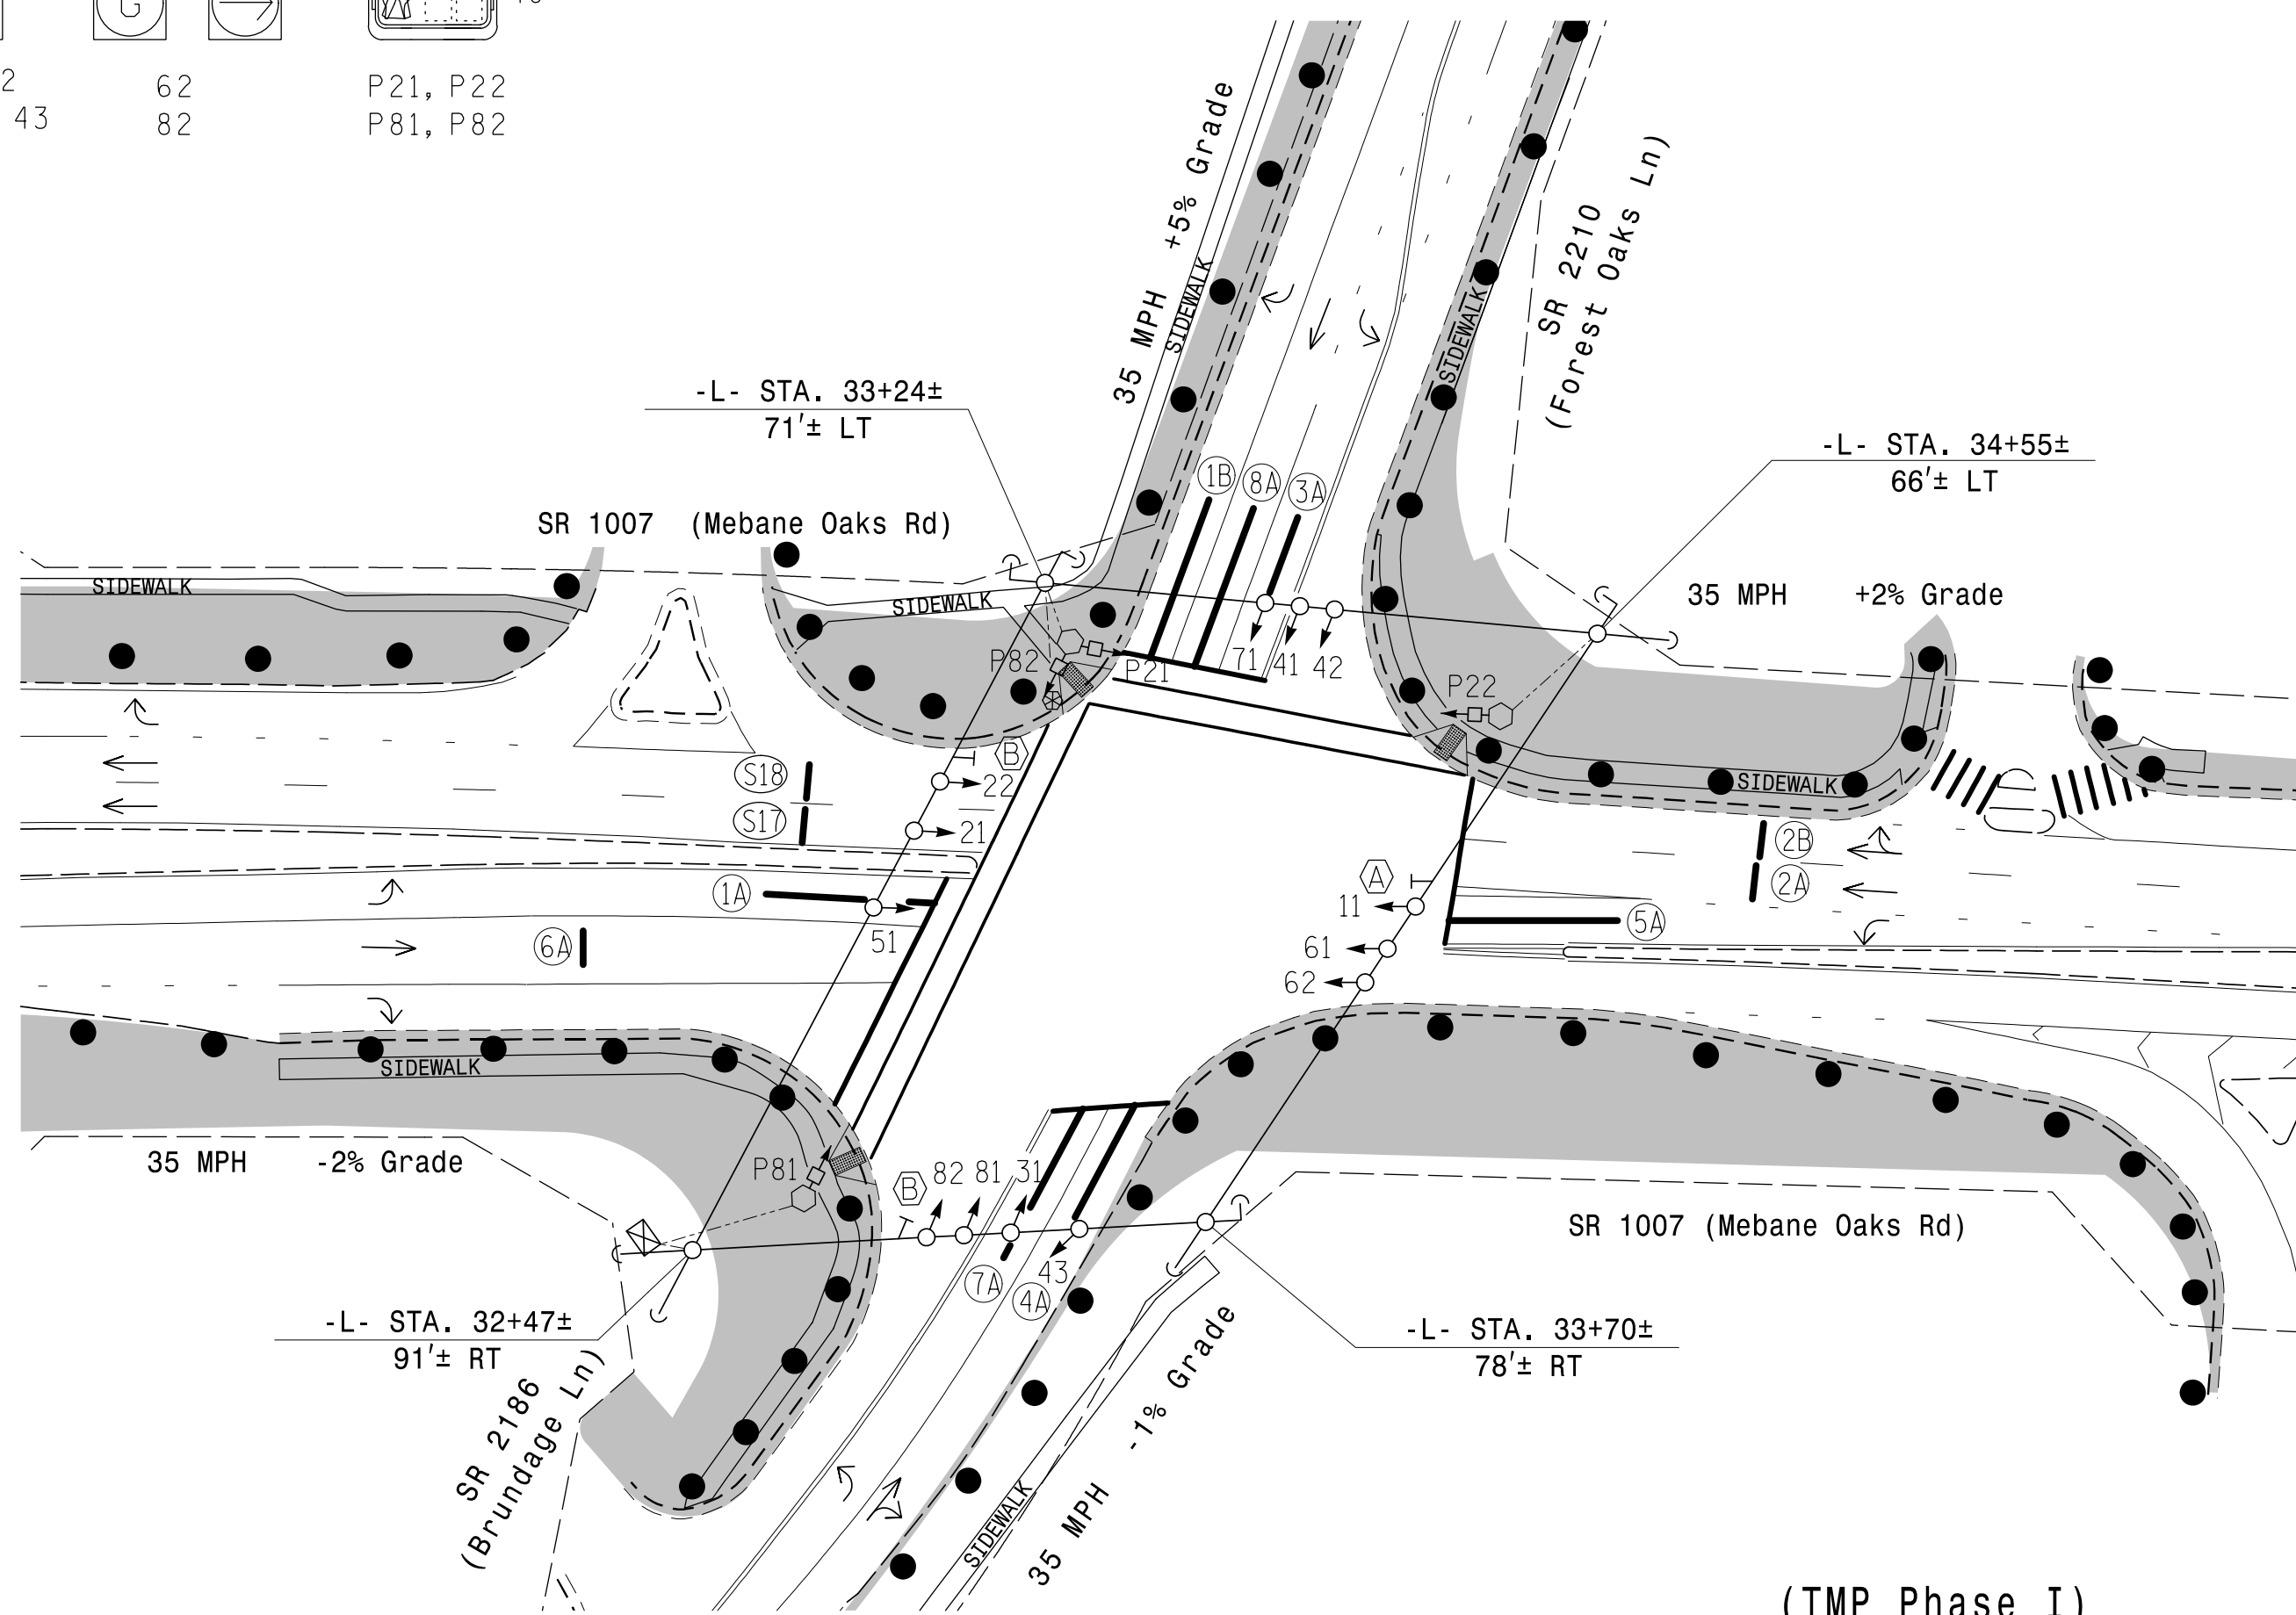 G
2
43
62
82
P21, P22
P81, P82
35 MPH +5% Grade
SIDEWALK
SR 2210
(Forest Oaks Ln)
SIDEWALK
-L- STA. 33+24±
71'± LT
-L- STA. 34+55±
66'± LT
1B
8A
3A
SR 1007 (Mebane Oaks Rd)
SIDEWALK
SIDEWALK
35 MPH +2% Grade
P82
P21
71
41
42
P22
B
S18
22
S17
21
SIDEWALK
2B
2A
1A
A
11
5A
51
6A
61
62
SIDEWALK
35 MPH -2% Grade
P81
B
82
81
31
7A
43
4A
SR 1007 (Mebane Oaks Rd)
-L- STA. 32+47±
91'± RT
-L- STA. 33+70±
78'± RT
SR 2186
(Brundage Ln)
SIDEWALK
35 MPH -1% Grade
(TMP Phase I)